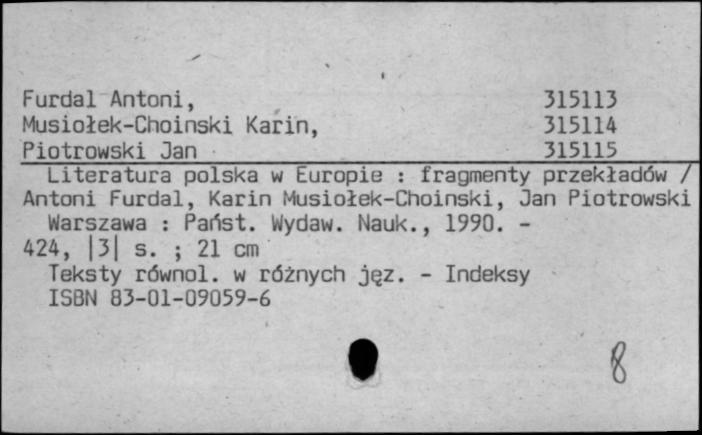 Furdal Antoni, 315113
Musiołek-Choinski Karin, 315114
Piotrowski Jan 315115
Literatura polska w Europie : fragmenty przekładów /
Antoni Furdal, Karin Musiołek-Choinski, Jan Piotrowski
Warszawa : Państ. Wydaw. Nauk., 1990. -
424, |3| s. ; 21 cm
Teksty równol. w różnych jęz. - Indeksy
ISBN 83-01-09059-6
8